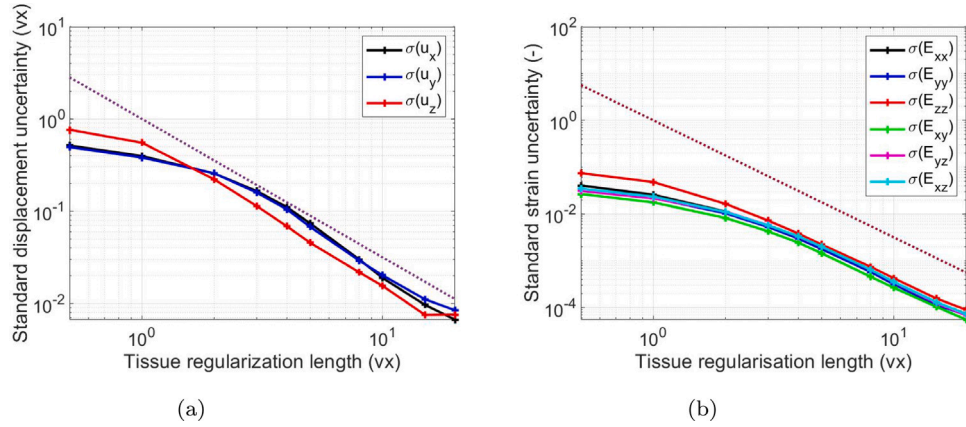 Standard displacement uncertainty (vx)
10^1
10^0
10^-1
10^-2
σ(u_x)
σ(u_y)
σ(u_z)
10^0
10^1
Tissue regularization length (vx)
(a)
Standard strain uncertainty (-)
10^2
10^0
10^-2
10^-4
σ(E_xx)
σ(E_yy)
σ(E_zz)
σ(E_xy)
σ(E_yz)
σ(E_xz)
10^0
10^1
Tissue regularisation length (vx)
(b)